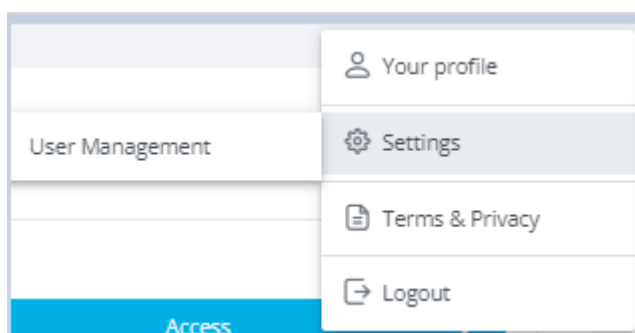 Your profile
User Management
Settings
Terms & Privacy
Logout
Access